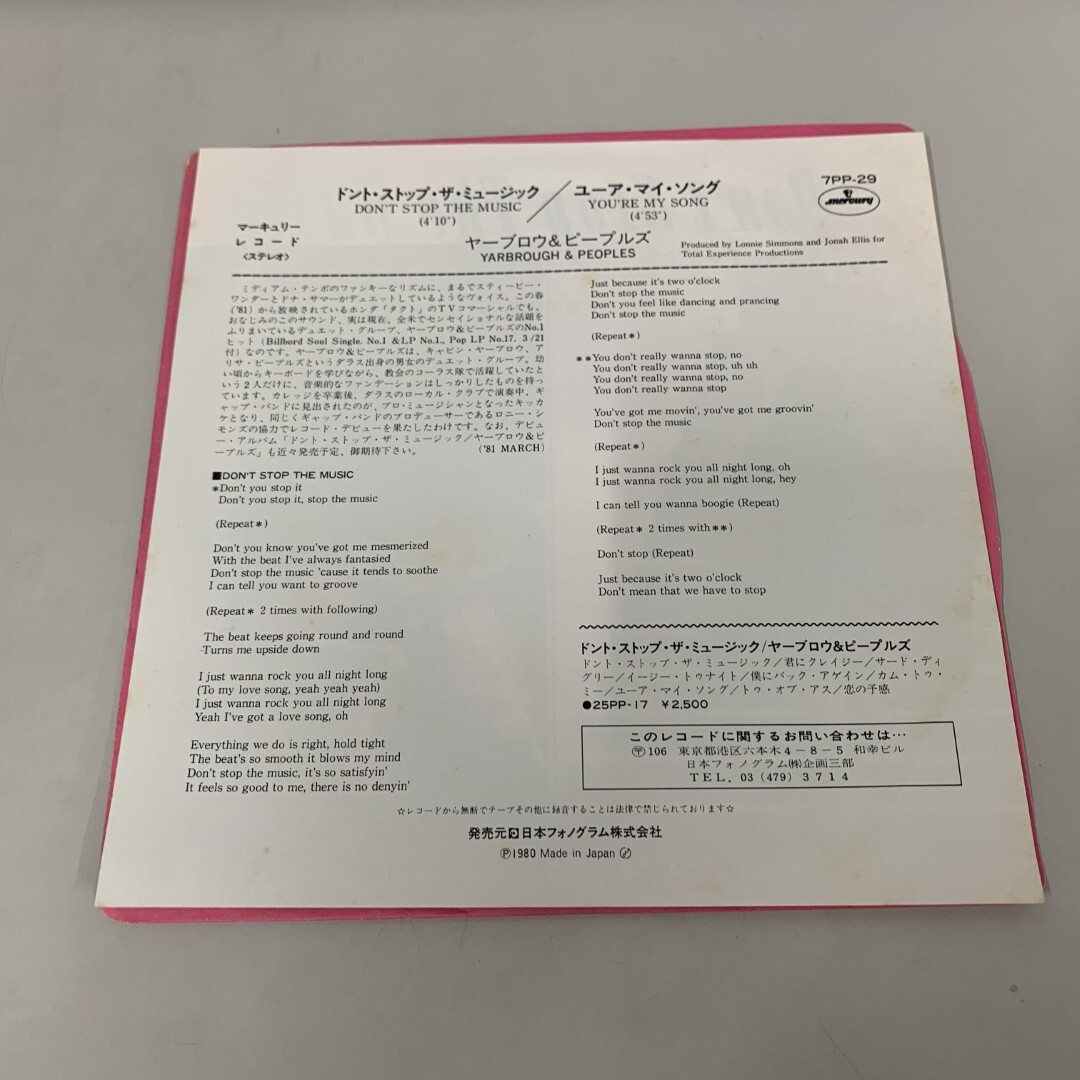 7PP-29
ドント・ストップ・ザ・ミュージック／ユーア・マイ・ソング
DON'T STOP THE MUSIC YOU'RE MY SONG
(4'10") (4'53")
mercury
マーキュリー
レコード
〈ステレオ〉
ヤーブロウ&ピープルズ
YARBROUGH & PEOPLES
Produced by Lonnie Simmons and Jonah Ellis for
Total Experience Productions
ミディアム・テンポのファンキーなリズムに、まるでスティービー・
ワンダーとドナ・サマーがデュエットしているようなヴォイス。この春
('81)から放映されているホンダ「タクト」のTVコマーシャルでも、
おなじみのこのサウンド、実は現在、全米でセンセイショナルな話題を
ふりまいているデュエット・グループ、ヤーブロウ&ピープルズのNo.1
ヒット(Billbord Soul Single. No.1 &LP No.1., Pop LP No.17. 3/21
付)なのです。ヤーブロウ&ピープルズは、キャビン・ヤーブロウ、ア
リサ・ピープルズというダラス出身の男女のデュエット・グループ。幼
い頃からキーボードを学びながら、教会のコーラス隊で活躍していたと
いう2人だけに、音楽的なファンデーションはしっかりしたものを持っ
ています。カレッジを卒業後、ダラスのローカル・クラブで演奏中、ギ
ャップ・バンドに見出されたのが、プロ・ミュージシャンとなったキッカ
ケとなり、同じくギャップ・バンドのプロデューサーであるロニー・シ
モンズの協力でレコード・デビューを果たしたわけです。なお、デビュ
ー・アルバム「ドント・ストップ・ザ・ミュージック／ヤーブロウ&ピ
ープルズ」も近々発売予定、御期待下さい。 ('81 MARCH)
■DON'T STOP THE MUSIC
*Don't you stop it
Don't you stop it, stop the music
(Repeat*)
Don't you know you've got me mesmerized
With the beat I've always fantasied
Don't stop the music 'cause it tends to soothe
I can tell you want to groove
(Repeat* 2 times with following)
The beat keeps going round and round
Turns me upside down
I just wanna rock you all night long
(To my love song, yeah yeah yeah)
I just wanna rock you all night long
Yeah I've got a love song, oh
Everything we do is right, hold tight
The beat's so smooth it blows my mind
Don't stop the music, it's so satisfyin'
It feels so good to me, there is no denyin'
Just because it's two o'clock
Don't stop the music
Don't you feel like dancing and prancing
Don't stop the music
(Repeat*)
**You don't really wanna stop, no
You don't really wanna stop, uh uh
You don't really wanna stop, no
You don't really wanna stop
You've got me movin', you've got me groovin'
Don't stop the music
(Repeat*)
I just wanna rock you all night long, oh
I just wanna rock you all night long, hey
I can tell you wanna boogie (Repeat)
(Repeat* 2 times with**)
Don't stop (Repeat)
Just because it's two o'clock
Don't mean that we have to stop
ドント・ストップ・ザ・ミュージック/ヤーブロウ&ピープルズ
ドント・ストップ・ザ・ミュージック／君にクレイジー／サード・ディ
グリー／イージー・トゥナイト／僕にバック・アゲイン／カム・トゥ・
ミー／ユーア・マイ・ソング／トゥ・オブ・アス／恋の予感
●25PP-17 ￥2,500
このレコードに関するお問い合わせは…
〒106 東京都港区六本木4-8-5 和幸ビル
日本フォノグラム㈱企画三部
TEL. 03 (479) 3714
☆レコードから無断でテープその他に録音することは法律で禁じられております☆
発売元 日本フォノグラム株式会社
Ⓟ1980 Made in Japan